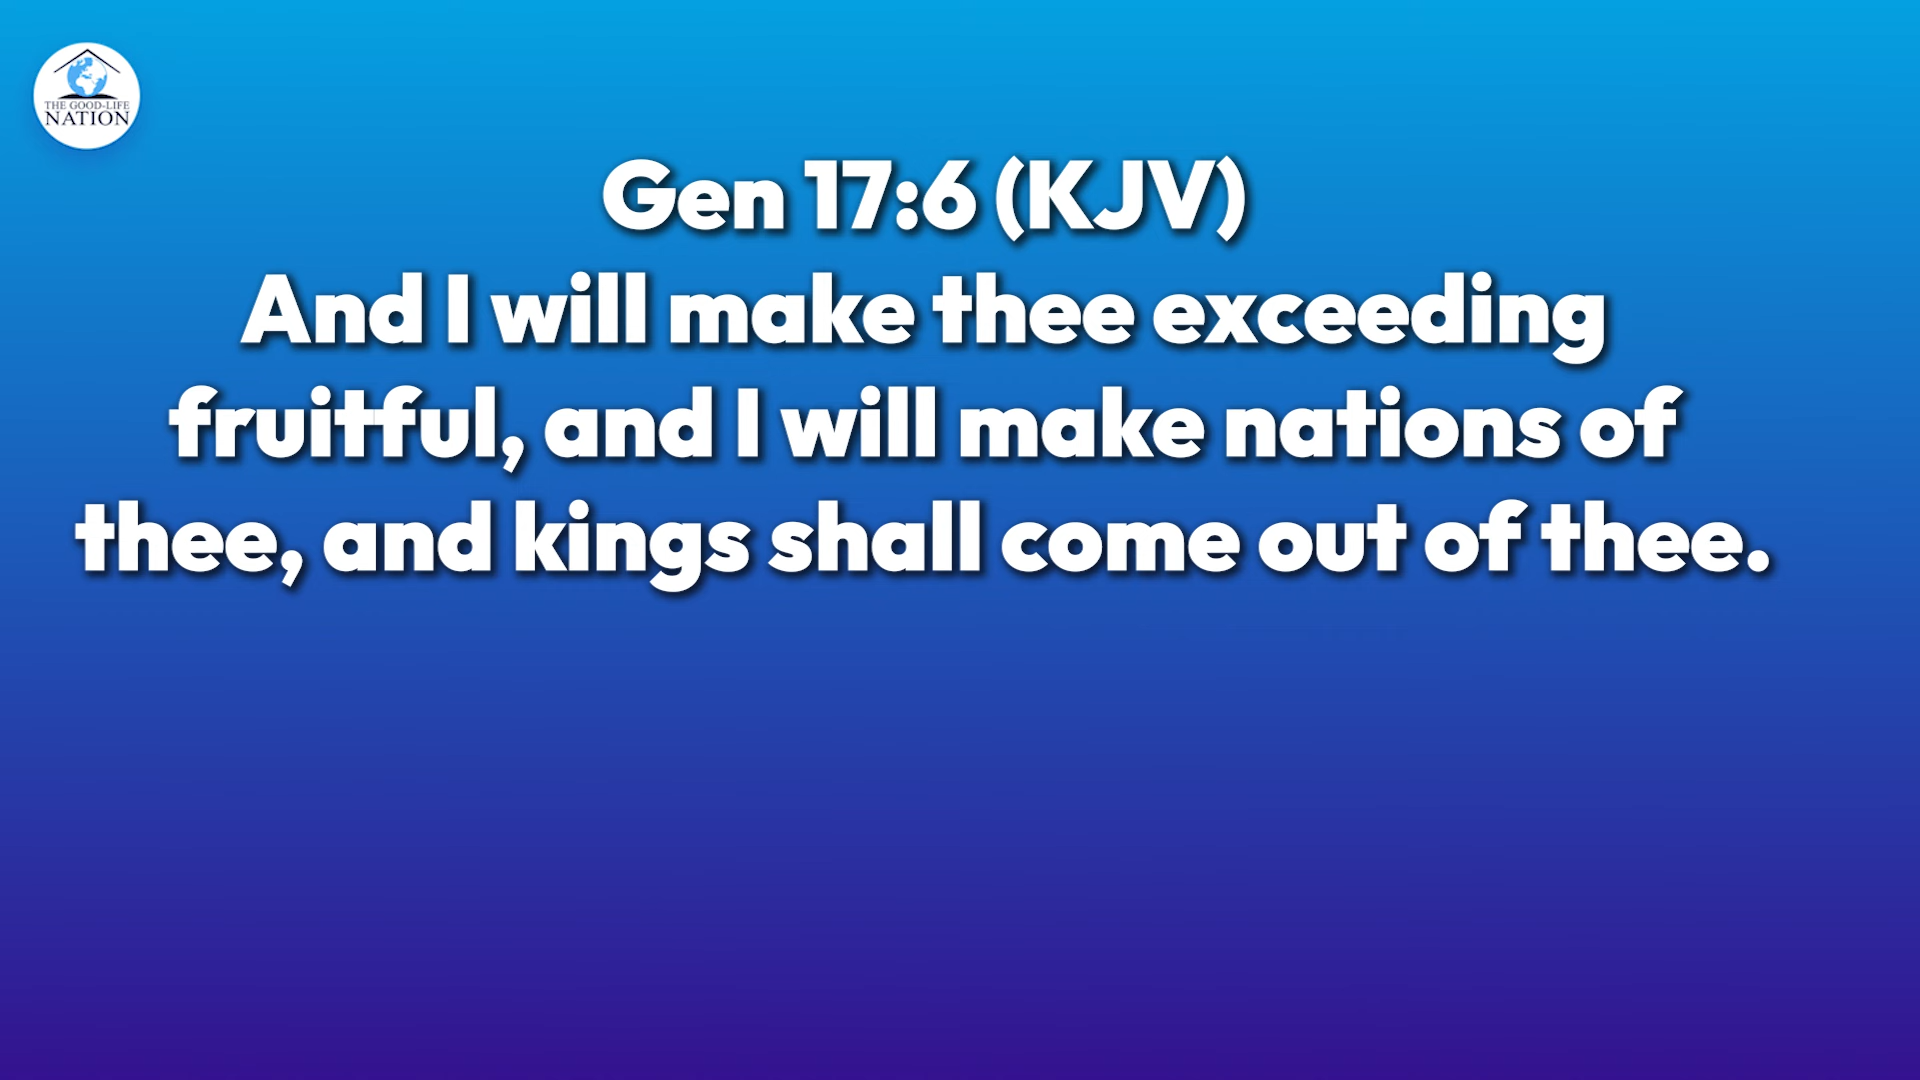 THE GOOD-LIFE
NATION
Gen 17:6 (KJV)
And I will make thee exceeding
fruitful, and I will make nations of
thee, and kings shall come out of thee.